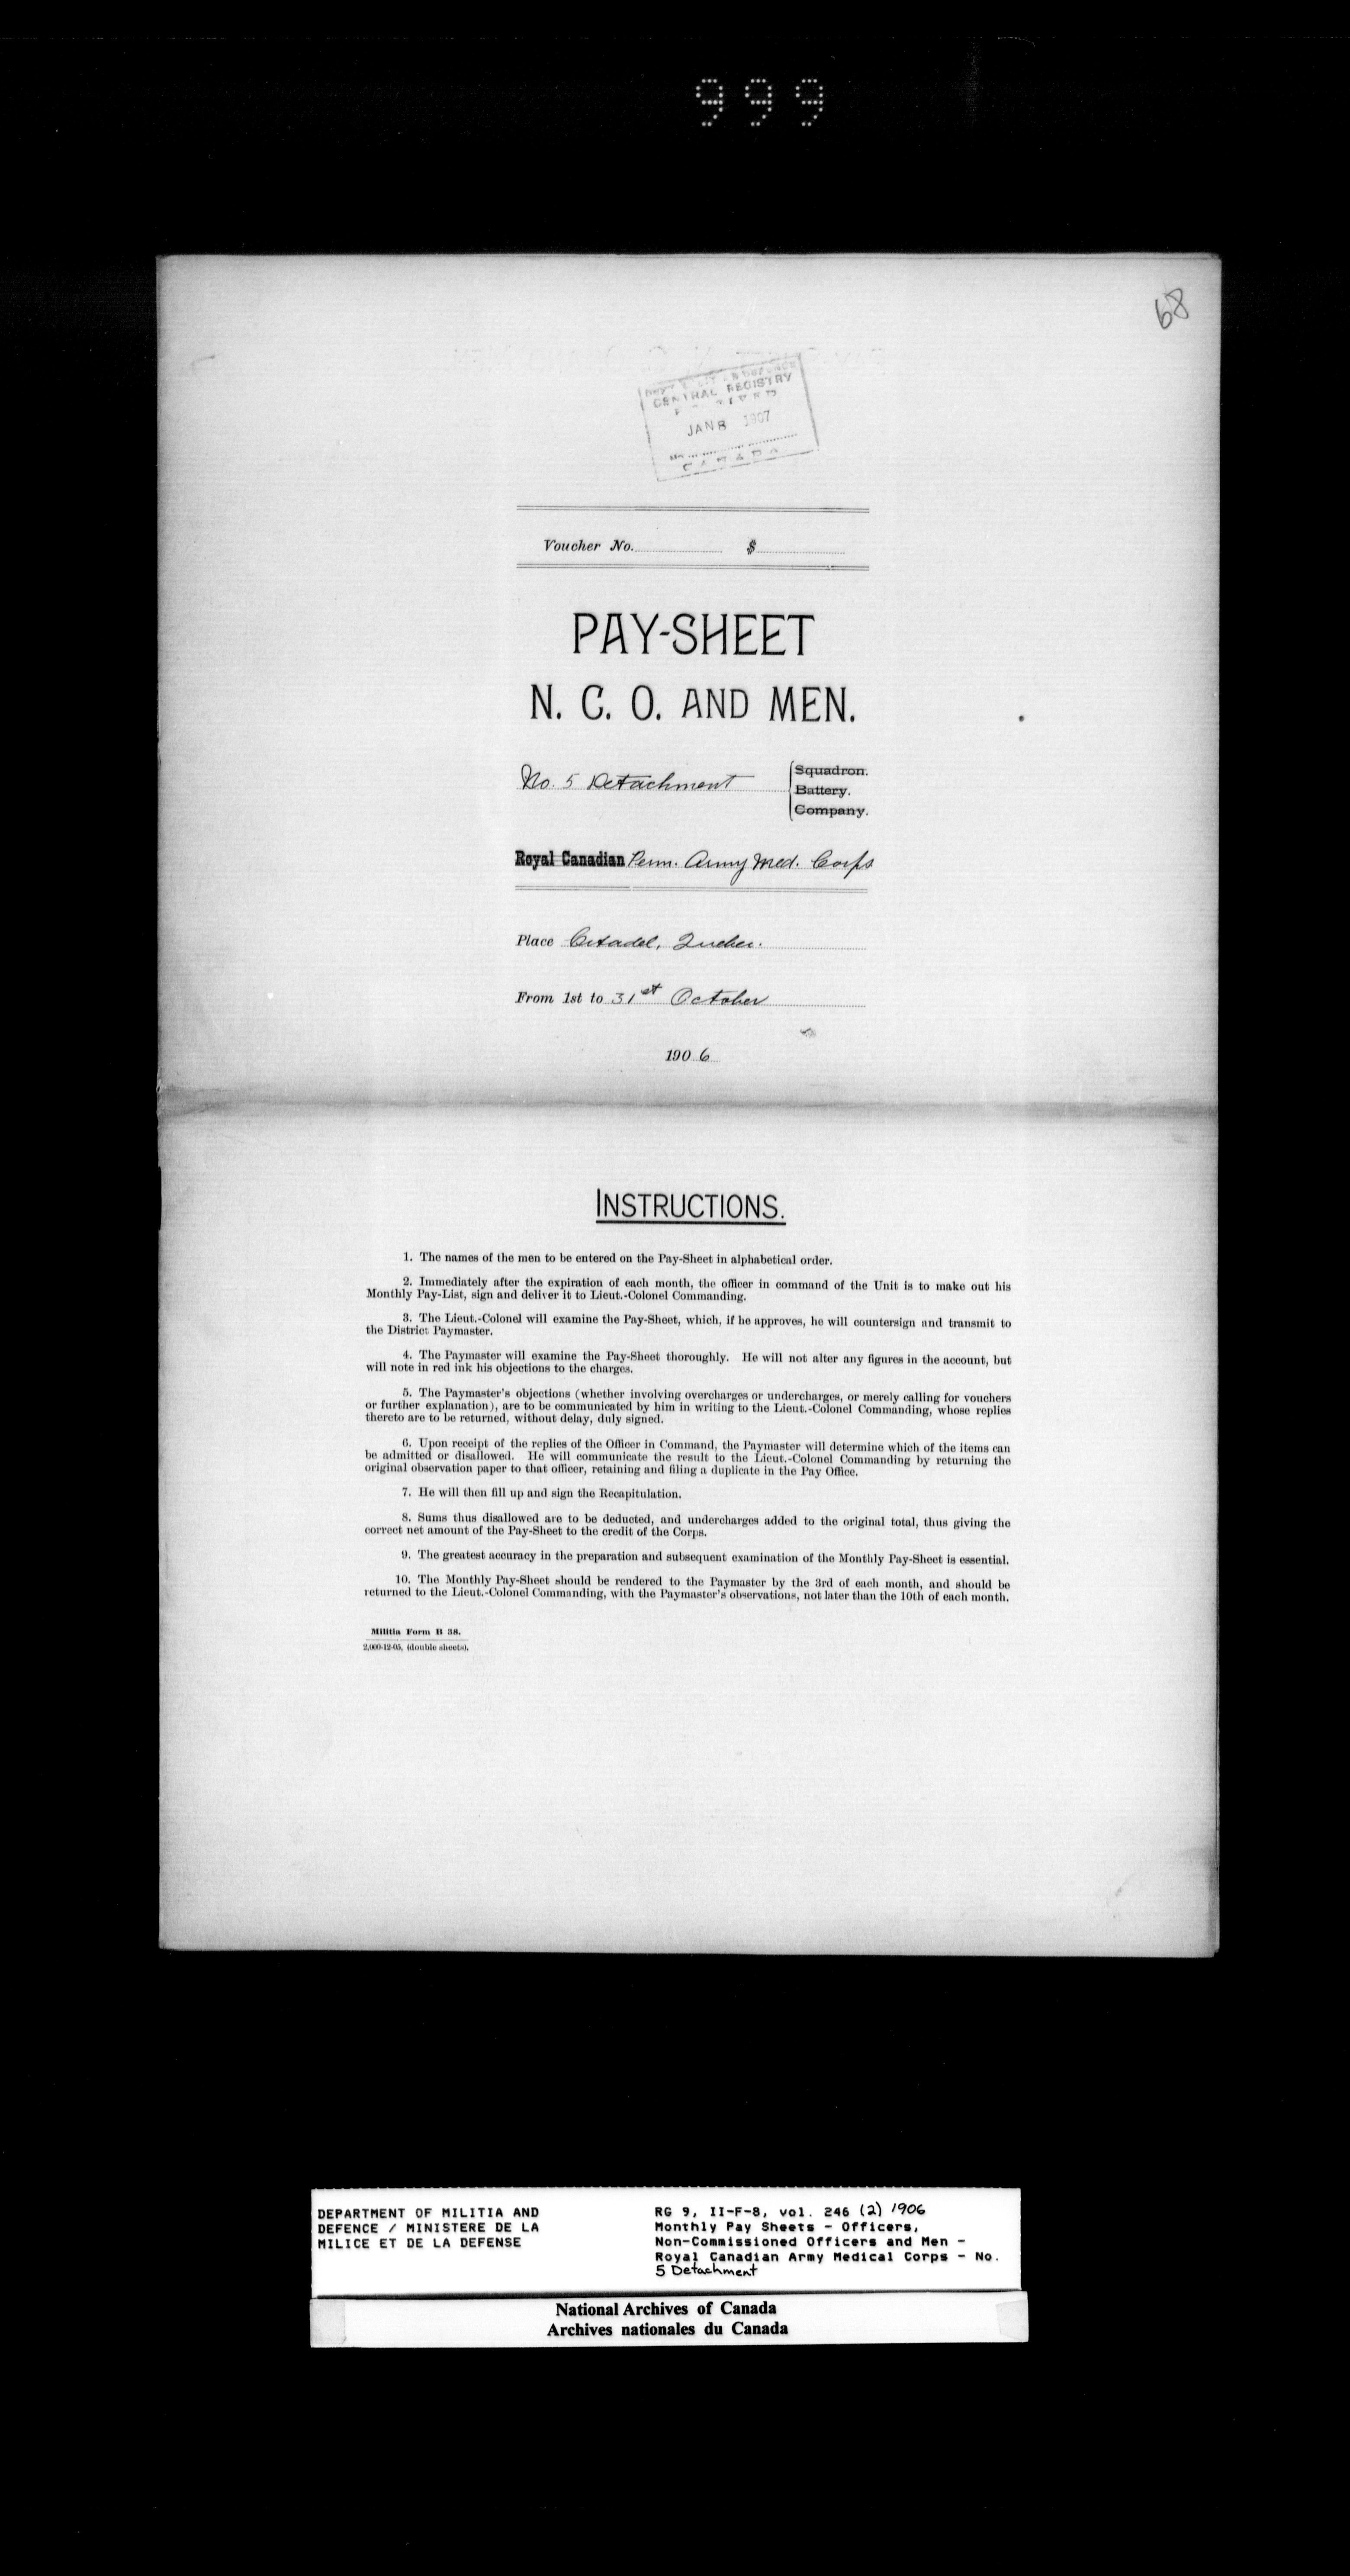 999
68
CENTRAL REGISTRY
JAN 8 1907
CANADA
Voucher No. $
PAY-SHEET
N. C. O. AND MEN.
No. 5 Detachment
Squadron.
Battery.
Company.
Royal Canadian Perm. Army Med. Corps
Place Citadel, Quebec.
From 1st to 31st October
1906
INSTRUCTIONS.
1. The names of the men to be entered on the Pay-Sheet in alphabetical order.
2. Immediately after the expiration of each month, the officer in command of the Unit is to make out his
Monthly Pay-List, sign and deliver it to Lieut.-Colonel Commanding.
3. The Lieut.-Colonel will examine the Pay-Sheet, which, if he approves, he will countersign and transmit to
the District Paymaster.
4. The Paymaster will examine the Pay-Sheet thoroughly. He will not alter any figures in the account, but
will note in red ink his objections to the charges.
5. The Paymaster's objections (whether involving overcharges or undercharges, or merely calling for vouchers
or further explanation), are to be communicated by him in writing to the Lieut.-Colonel Commanding, whose replies
thereto are to be returned, without delay, duly signed.
6. Upon receipt of the replies of the Officer in Command, the Paymaster will determine which of the items can
be admitted or disallowed. He will communicate the result to the Lieut.-Colonel Commanding by returning the
original observation paper to that officer, retaining and filing a duplicate in the Pay Office.
7. He will then fill up and sign the Recapitulation.
8. Sums thus disallowed are to be deducted, and undercharges added to the original total, thus giving the
correct net amount of the Pay-Sheet to the credit of the Corps.
9. The greatest accuracy in the preparation and subsequent examination of the Monthly Pay-Sheet is essential.
10. The Monthly Pay-Sheet should be rendered to the Paymaster by the 3rd of each month, and should be
returned to the Lieut.-Colonel Commanding, with the Paymaster's observations, not later than the 10th of each month.
Militia Form B 38.
2,000-12-05, (double sheets).
DEPARTMENT OF MILITIA AND
DEFENCE / MINISTERE DE LA
MILICE ET DE LA DEFENSE
RG 9, II-F-8, vol. 246 (2) 1906
Monthly Pay Sheets - Officers,
Non-Commissioned Officers and Men -
Royal Canadian Army Medical Corps - No.
5 Detachment
National Archives of Canada
Archives nationales du Canada